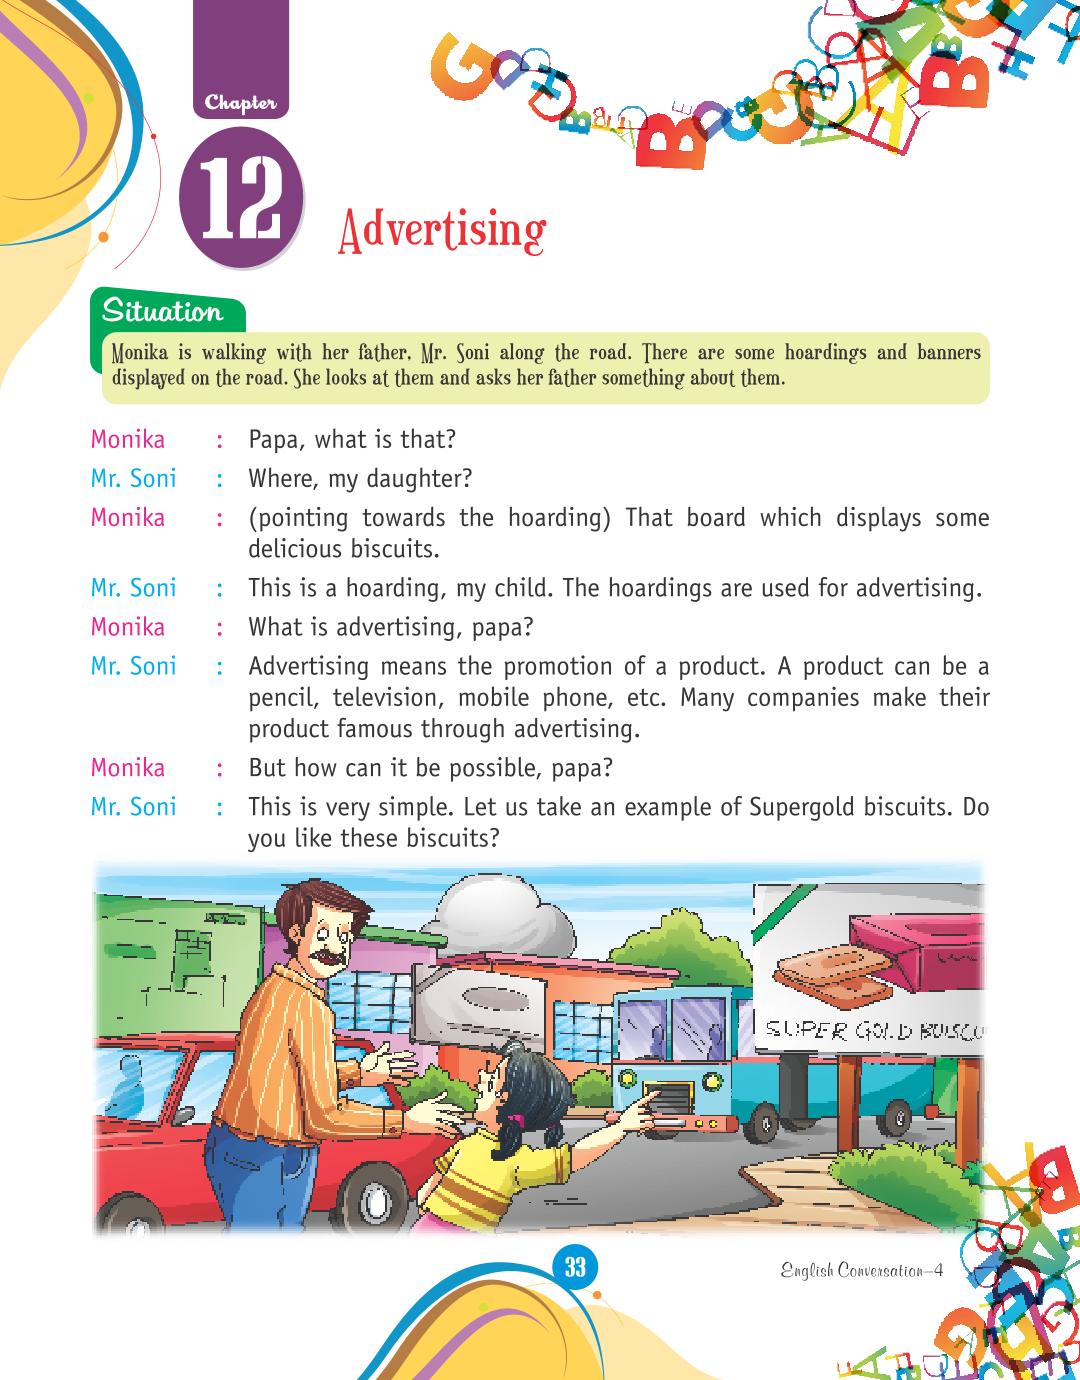 Chapter
12
Advertising
Situation
Monika is walking with her father, Mr. Soni along the road. There are some hoardings and banners
displayed on the road. She looks at them and asks her father something about them.
Monika : Papa, what is that?
Mr. Soni : Where, my daughter?
Monika : (pointing towards the hoarding) That board which displays some
delicious biscuits.
Mr. Soni : This is a hoarding, my child. The hoardings are used for advertising.
Monika : What is advertising, papa?
Mr. Soni : Advertising means the promotion of a product. A product can be a
pencil, television, mobile phone, etc. Many companies make their
product famous through advertising.
Monika : But how can it be possible, papa?
Mr. Soni : This is very simple. Let us take an example of Supergold biscuits. Do
you like these biscuits?
SUPER GOLD
33
English Conversation–4